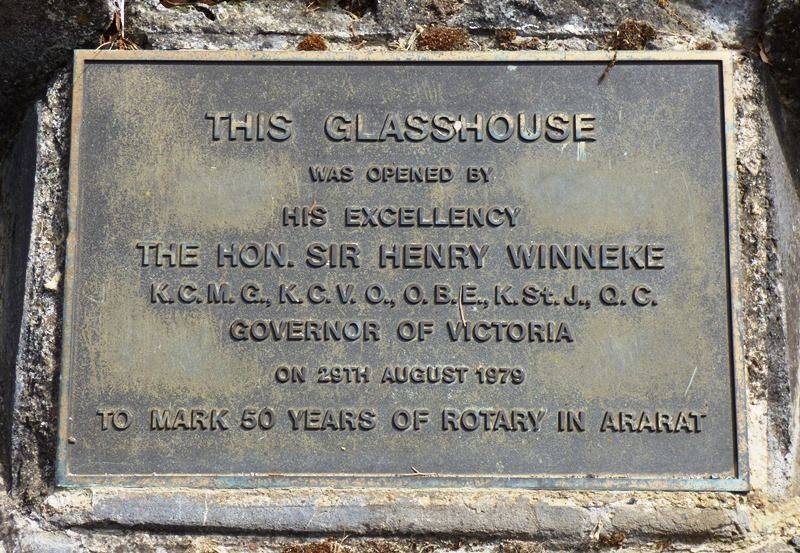 THIS GLASSHOUSE
WAS OPENED BY
HIS EXCELLENCY
THE HON. SIR HENRY WINNEKE
K.C.M.G., K.C.V.O., O.B.E., K.St.J., Q.C.
GOVERNOR OF VICTORIA
ON 29TH AUGUST 1979
TO MARK 50 YEARS OF ROTARY IN ARARAT